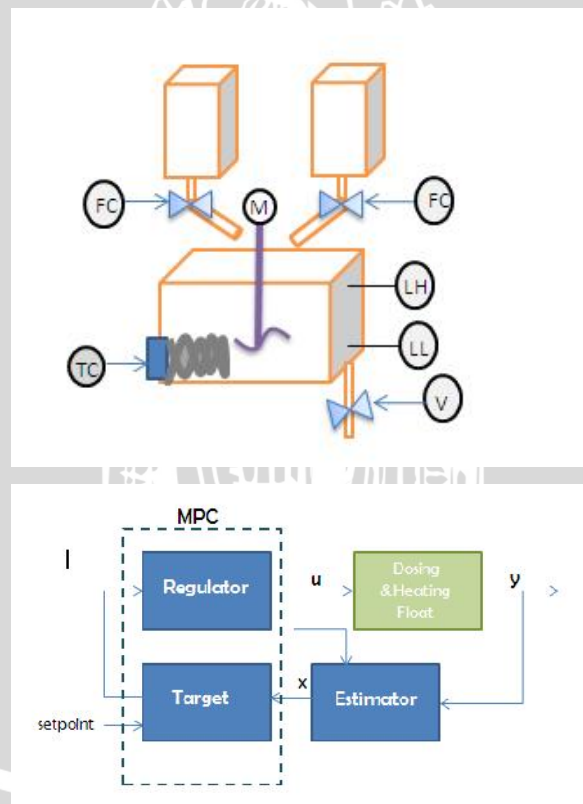 FC
M
FC
LH
LL
TC
V
MPC
I
Regulator
u
Dosing
&Heating
Float
y
Target
x
Estimator
setpoint